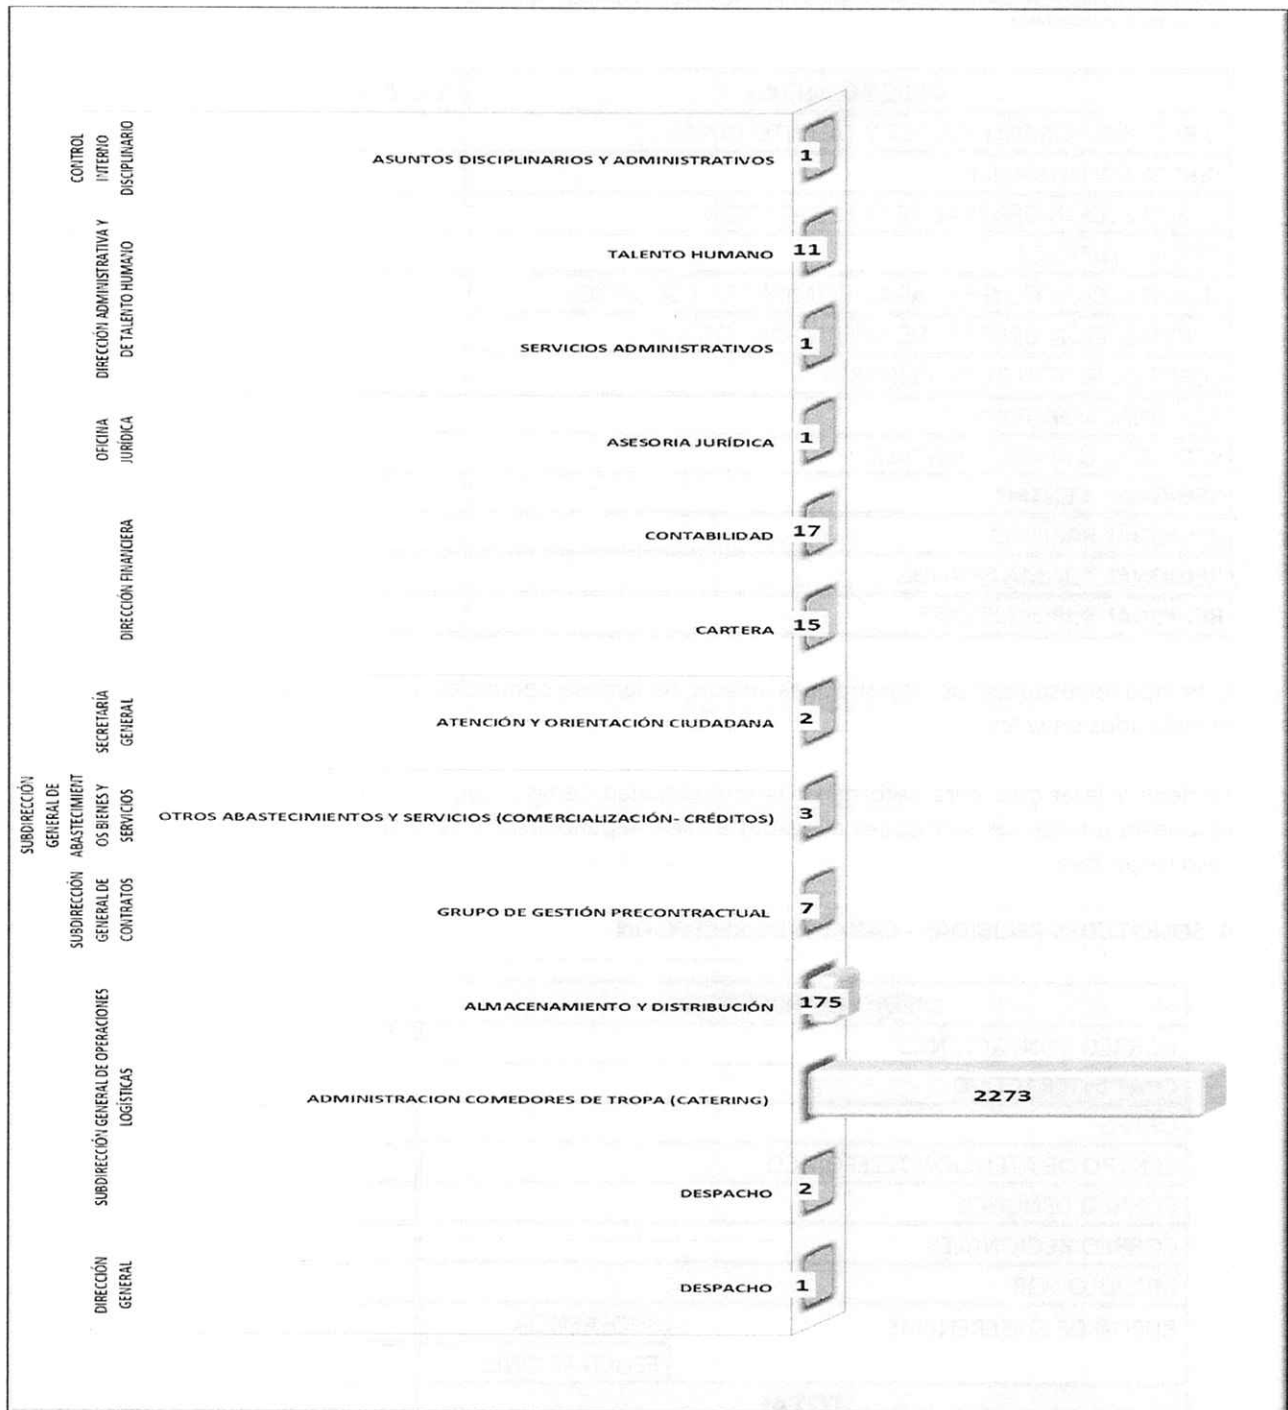 CONTROL
INTERNO
DISCIPLINARIO
ASUNTOS DISCIPLINARIOS Y ADMINISTRATIVOS 1
DIRECCIÓN ADMINISTRATIVA Y
DE TALENTO HUMANO
TALENTO HUMANO 11
SERVICIOS ADMINISTRATIVOS 1
OFICINA
JURÍDICA
ASESORIA JURÍDICA 1
DIRECCIÓN FINANCIERA
CONTABILIDAD 17
CARTERA 15
SECRETARÍA
GENERAL
ATENCIÓN Y ORIENTACIÓN CIUDADANA 2
SUBDIRECCIÓN
GENERAL DE
ABASTECIMIENT
OS BIENES Y
SERVICIOS
OTROS ABASTECIMIENTOS Y SERVICIOS (COMERCIALIZACIÓN- CRÉDITOS) 3
SUBDIRECCIÓN
GENERAL DE
CONTRATOS
GRUPO DE GESTIÓN PRECONTRACTUAL 7
SUBDIRECCIÓN GENERAL DE OPERACIONES
LOGÍSTICAS
ALMACENAMIENTO Y DISTRIBUCIÓN 175
ADMINISTRACION COMEDORES DE TROPA (CATERING) 2273
DESPACHO 2
DIRECCIÓN
GENERAL
DESPACHO 1